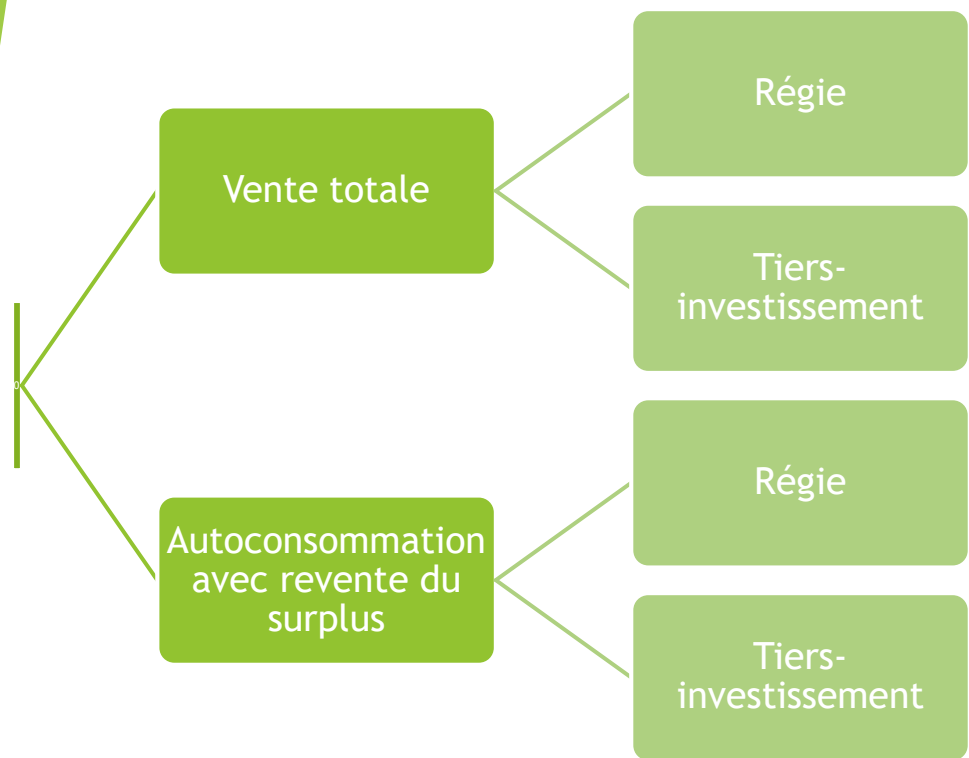 Régie
Vente totale
Tiers-
investissement
Régie
Autoconsommation
avec revente du
surplus
Tiers-
investissement